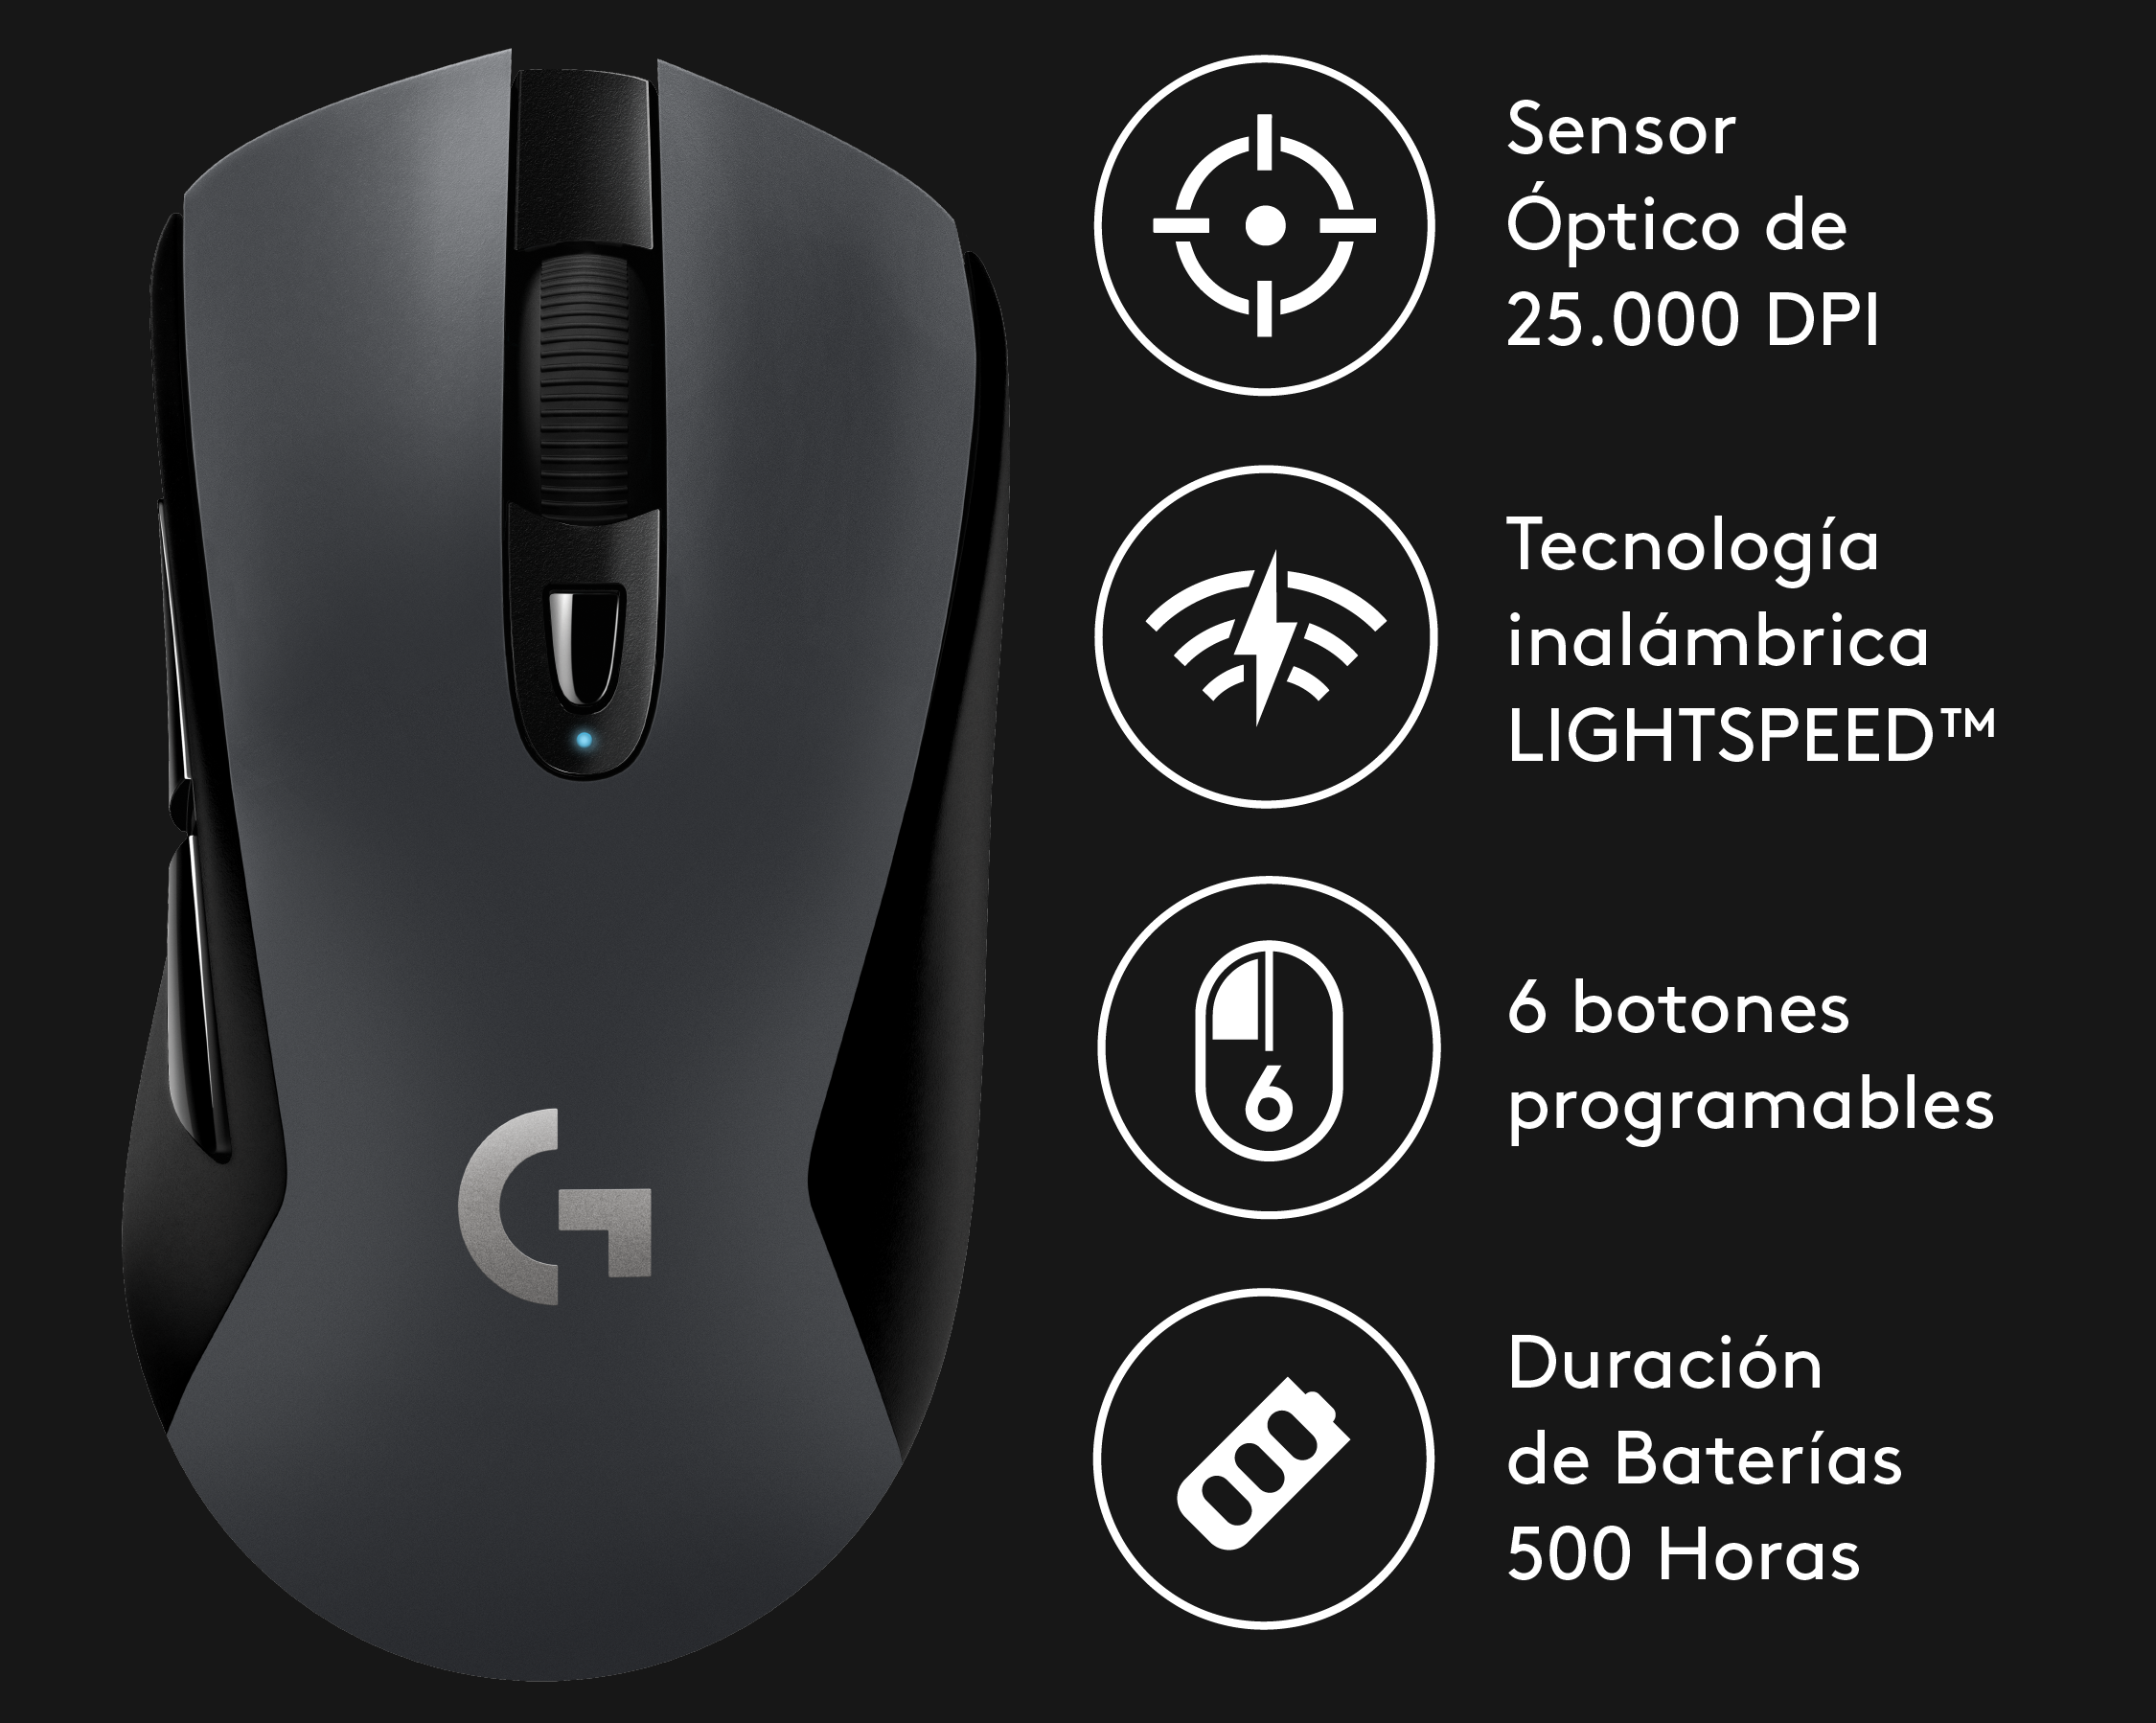 Sensor
Óptico de
25.000 DPI
Tecnología
inalámbrica
LIGHTSPEED™
6
6 botones
programables
Duración
de Baterías
500 Horas
G